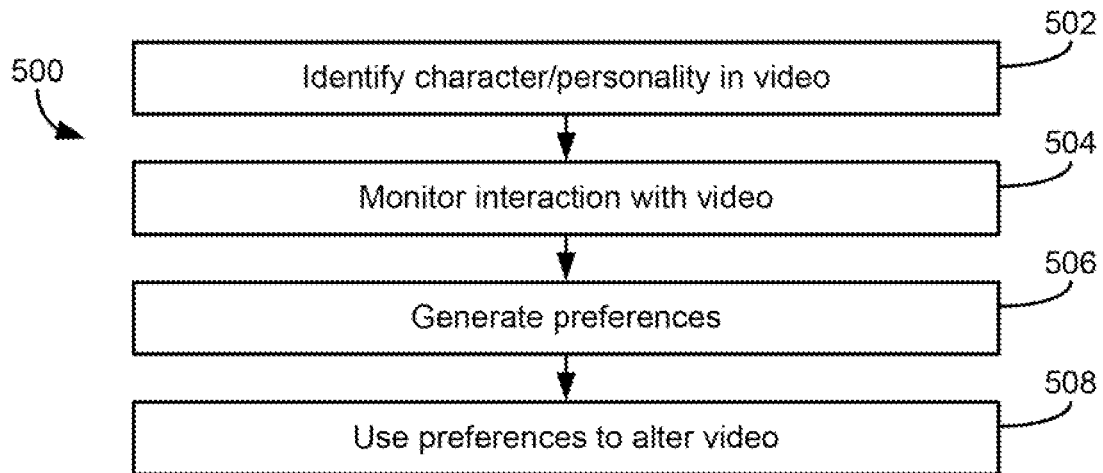 502
500
Identify character/personality in video
504
Monitor interaction with video
506
Generate preferences
508
Use preferences to alter video